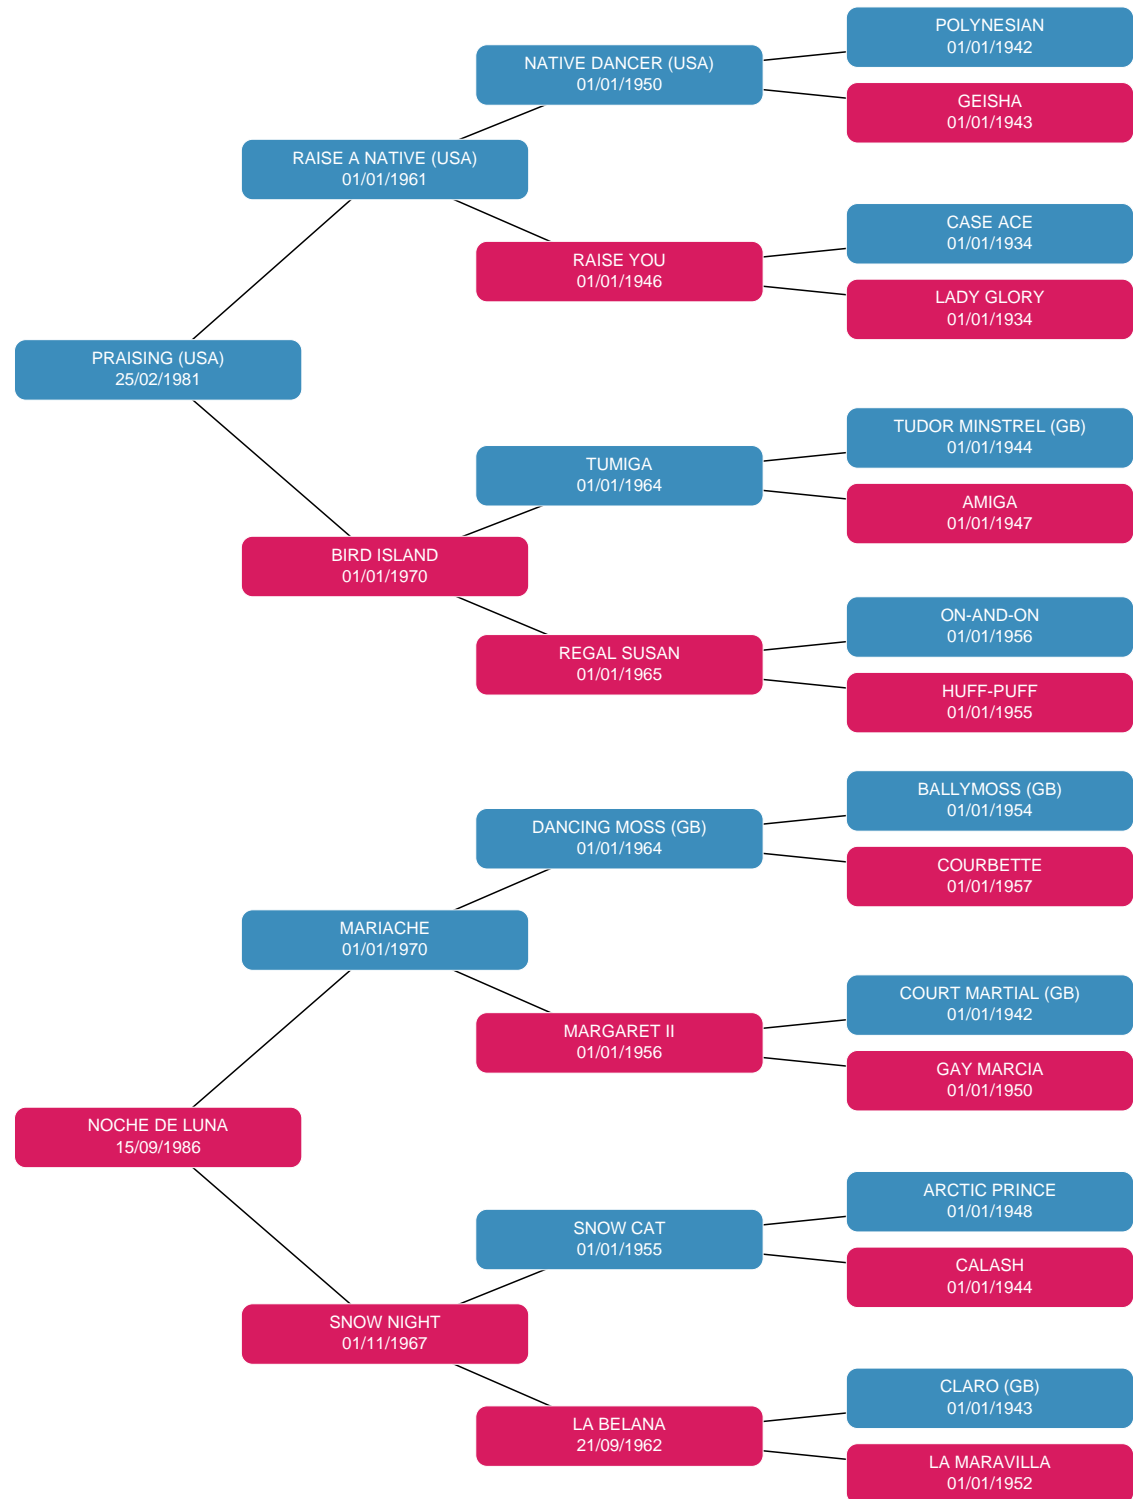 POLYNESIAN
01/01/1942
NATIVE DANCER (USA)
01/01/1950
GEISHA
01/01/1943
RAISE A NATIVE (USA)
01/01/1961
CASE ACE
01/01/1934
RAISE YOU
01/01/1946
LADY GLORY
01/01/1934
PRAISING (USA)
25/02/1981
TUDOR MINSTREL (GB)
01/01/1944
TUMIGA
01/01/1964
AMIGA
01/01/1947
BIRD ISLAND
01/01/1970
ON-AND-ON
01/01/1956
REGAL SUSAN
01/01/1965
HUFF-PUFF
01/01/1955
BALLYMOSS (GB)
01/01/1954
DANCING MOSS (GB)
01/01/1964
COURBETTE
01/01/1957
MARIACHE
01/01/1970
COURT MARTIAL (GB)
01/01/1942
MARGARET II
01/01/1956
GAY MARCIA
01/01/1950
NOCHE DE LUNA
15/09/1986
ARCTIC PRINCE
01/01/1948
SNOW CAT
01/01/1955
CALASH
01/01/1944
SNOW NIGHT
01/11/1967
CLARO (GB)
01/01/1943
LA BELANA
21/09/1962
LA MARAVILLA
01/01/1952